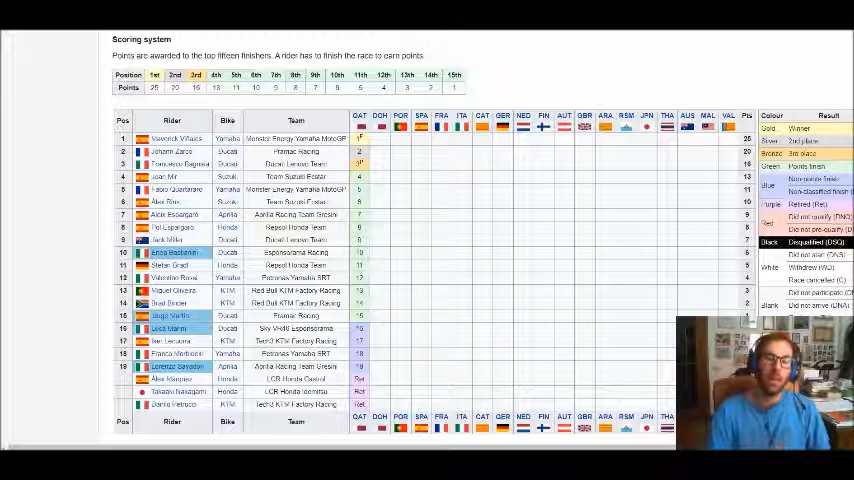 Scoring system
Points are awarded to the top fifteen finishers. A rider has to finish the race to earn points.
Position 1st 2nd 3rd 4th 5th 6th 7th 8th 9th 10th 11th 12th 13th 14th 15th
Points 25 20 16 13 11 10 9 8 7 6 5 4 3 2 1
Pos Rider Bike Team QAT DOH POR SPA FRA ITA CAT GER NED FIN AUT GBR ARA RSM JPN THA AUS MAL VAL Pts Colour Result
1 Maverick Viñales Yamaha Monster Energy Yamaha MotoGP 1F 25 Gold Winner
2 Johann Zarco Ducati Pramac Racing 2 20 Silver 2nd place
3 Francesco Bagnaia Ducati Ducati Lenovo Team 3P 16 Bronze 3rd place
4 Joan Mir Suzuki Team Suzuki Ecstar 4 13 Green Points finish
5 Fabio Quartararo Yamaha Monster Energy Yamaha MotoGP 5 11 Blue Non-points finish
Non-classified finish
6 Álex Rins Suzuki Team Suzuki Ecstar 6 10
7 Aleix Espargaró Aprilia Aprilia Racing Team Gresini 7 9 Purple Retired (Ret)
8 Pol Espargaró Honda Repsol Honda Team 8 8 Red Did not qualify (DNQ)
Did not pre-qualify
9 Jack Miller Ducati Ducati Lenovo Team 9 7 Black Disqualified (DSQ)
10 Enea Bastianini Ducati Esponsorama Racing 10 6 White Did not start (DNS)
11 Stefan Bradl Honda Repsol Honda Team 11 5 Withdrew (WD)
12 Valentino Rossi Yamaha Petronas Yamaha SRT 12 4 Race cancelled (C)
13 Miguel Oliveira KTM Red Bull KTM Factory Racing 13 3 Blank Did not participate
14 Brad Binder KTM Red Bull KTM Factory Racing 14 2 Did not arrive (DNA)
15 Jorge Martín Ducati Pramac Racing 15 1
16 Luca Marini Ducati Sky VR46 Esponsorama 16
17 Iker Lecuona KTM Tech3 KTM Factory Racing 17
18 Franco Morbidelli Yamaha Petronas Yamaha SRT 18
19 Lorenzo Savadori Aprilia Aprilia Racing Team Gresini 19
Álex Márquez Honda LCR Honda Castrol Ret
Takaaki Nakagami Honda LCR Honda Idemitsu Ret
Danilo Petrucci KTM Tech3 KTM Factory Racing Ret
Pos Rider Bike Team QAT DOH POR SPA FRA ITA CAT GER NED FIN AUT GBR ARA RSM JPN THA